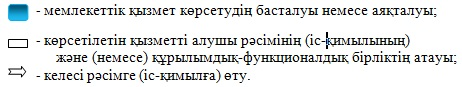 - мемлекеттік қызмет көрсетудің басталуы немесе аяқталуы;
- көрсетілетін қызметті алушы рәсімінің (іс-қимылының)
және (немесе) құрылымдық-функционалдық бірліктің атауы;
- келесі рәсімге (іс-қимылға) өту.